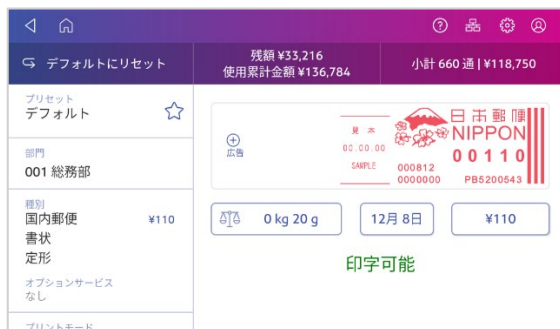 デフォルトにリセット
残額 ¥33,216
使用累計金額 ¥136,784
小計 660 通 | ¥118,750
プリセット
デフォルト
部門
001 総務部
種別
国内郵便 ¥110
書状
定形
オプションサービス
なし
プリントモード
広告
見 本
00.00.00
SAMPLE
000812
0000000
日本郵便
NIPPON
00110
PB5200543
0 kg 20 g
12月 8日
¥110
印字可能